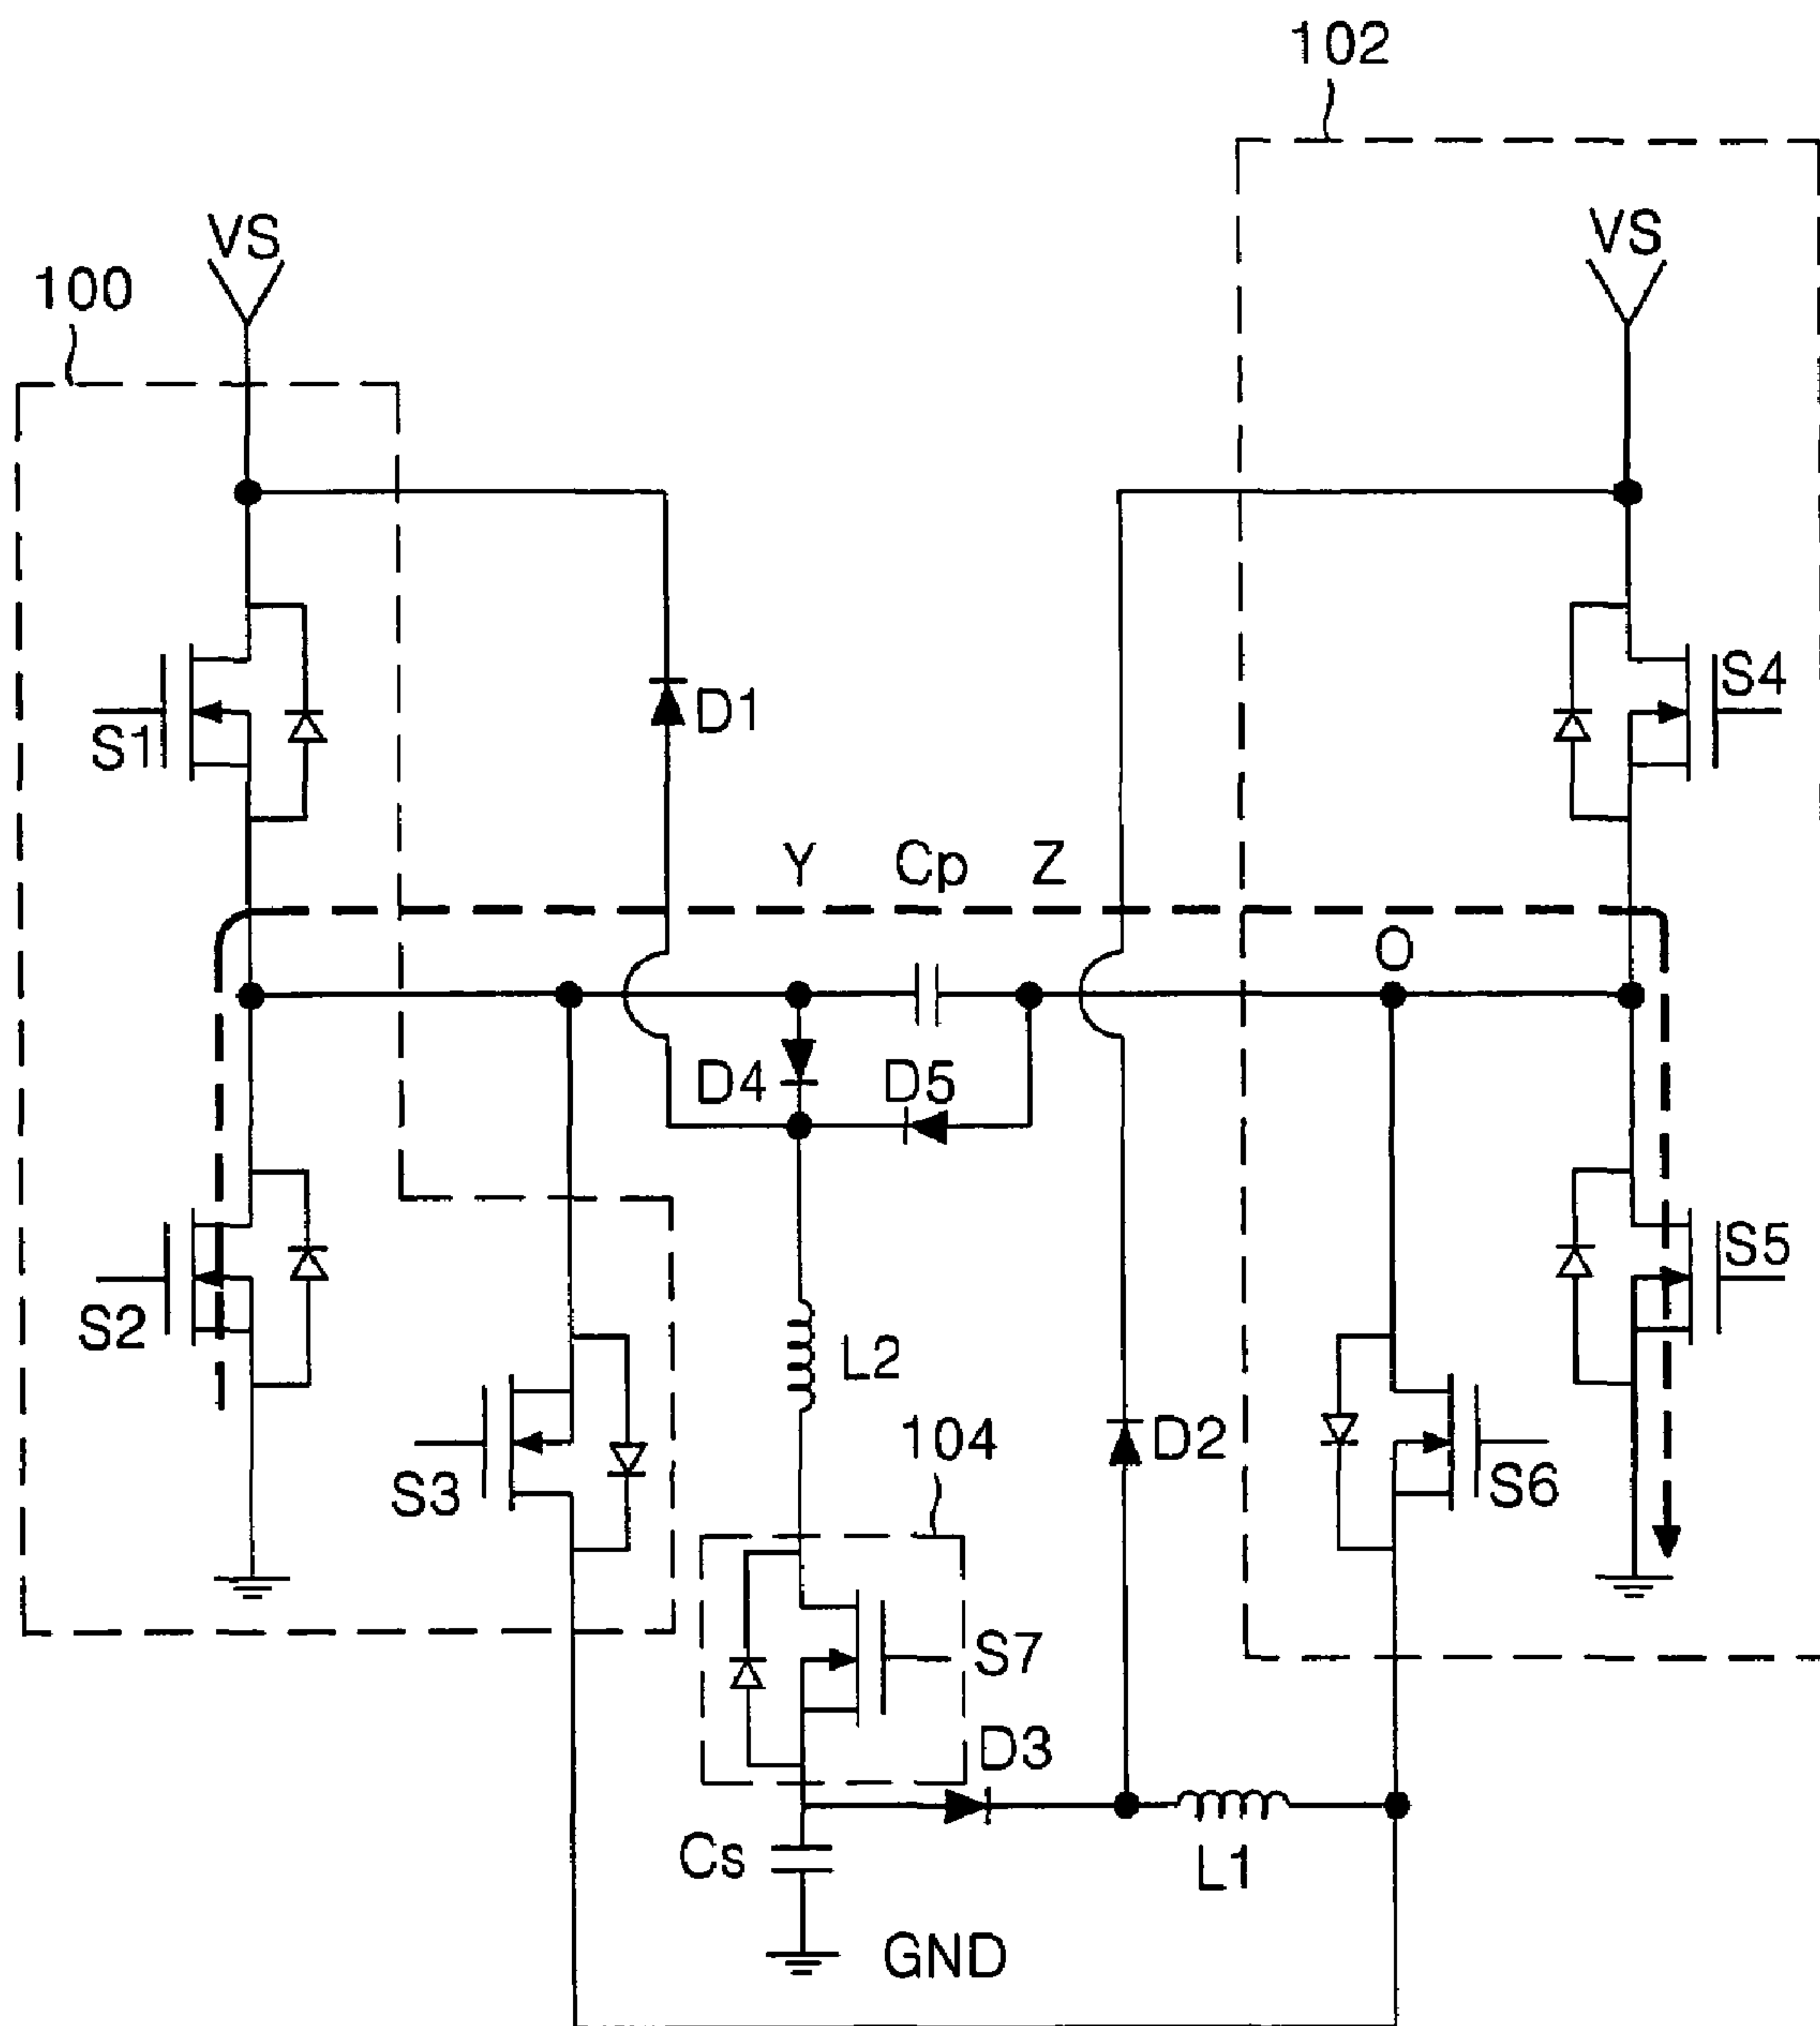 102
VS
VS
100
S1
D1
S4
Y
Cp
Z
O
D4
D5
S2
S5
L2
104
D2
S3
S6
S7
D3
Cs
L1
GND